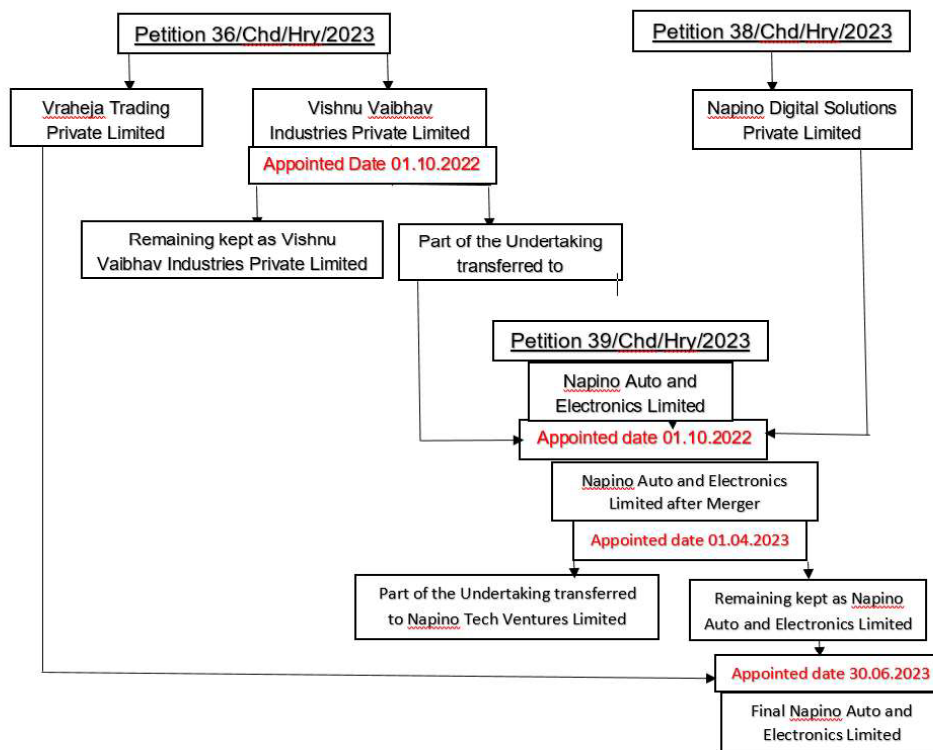 Petition 36/Chd/Hry/2023
Petition 38/Chd/Hry/2023
Vraheja Trading
Private Limited
Vishnu Vaibhav
Industries Private Limited
Appointed Date 01.10.2022
Napino Digital Solutions
Private Limited
Remaining kept as Vishnu
Vaibhav Industries Private Limited
Part of the Undertaking
transferred to
Petition 39/Chd/Hry/2023
Napino Auto and
Electronics Limited
Appointed date 01.10.2022
Napino Auto and Electronics
Limited after Merger
Appointed date 01.04.2023
Part of the Undertaking transferred
to Napino Tech Ventures Limited
Remaining kept as Napino
Auto and Electronics Limited
Appointed date 30.06.2023
Final Napino Auto and
Electronics Limited